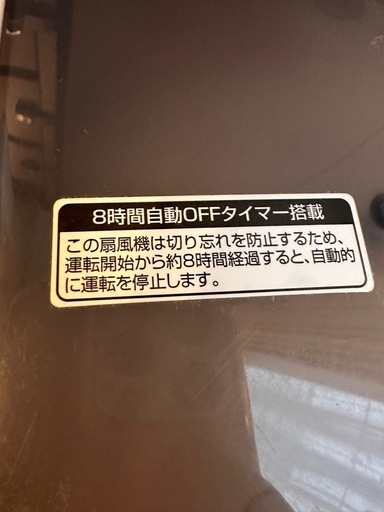 8時間自動OFFタイマー搭載
この扇風機は切り忘れを防止するため、
運転開始から約8時間経過すると、自動的
に運転を停止します。